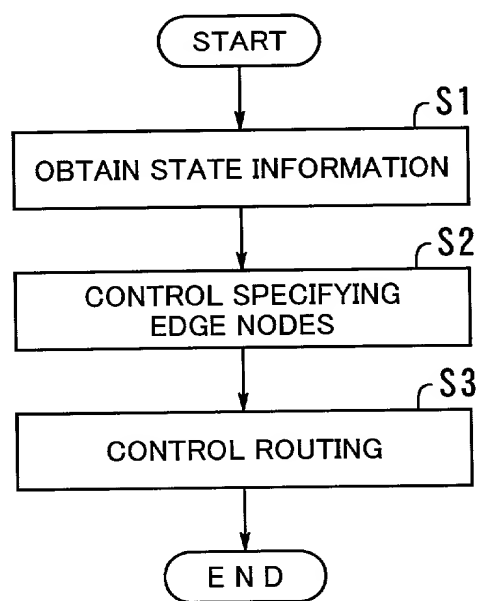 START
S1
OBTAIN STATE INFORMATION
S2
CONTROL SPECIFYING
EDGE NODES
S3
CONTROL ROUTING
END